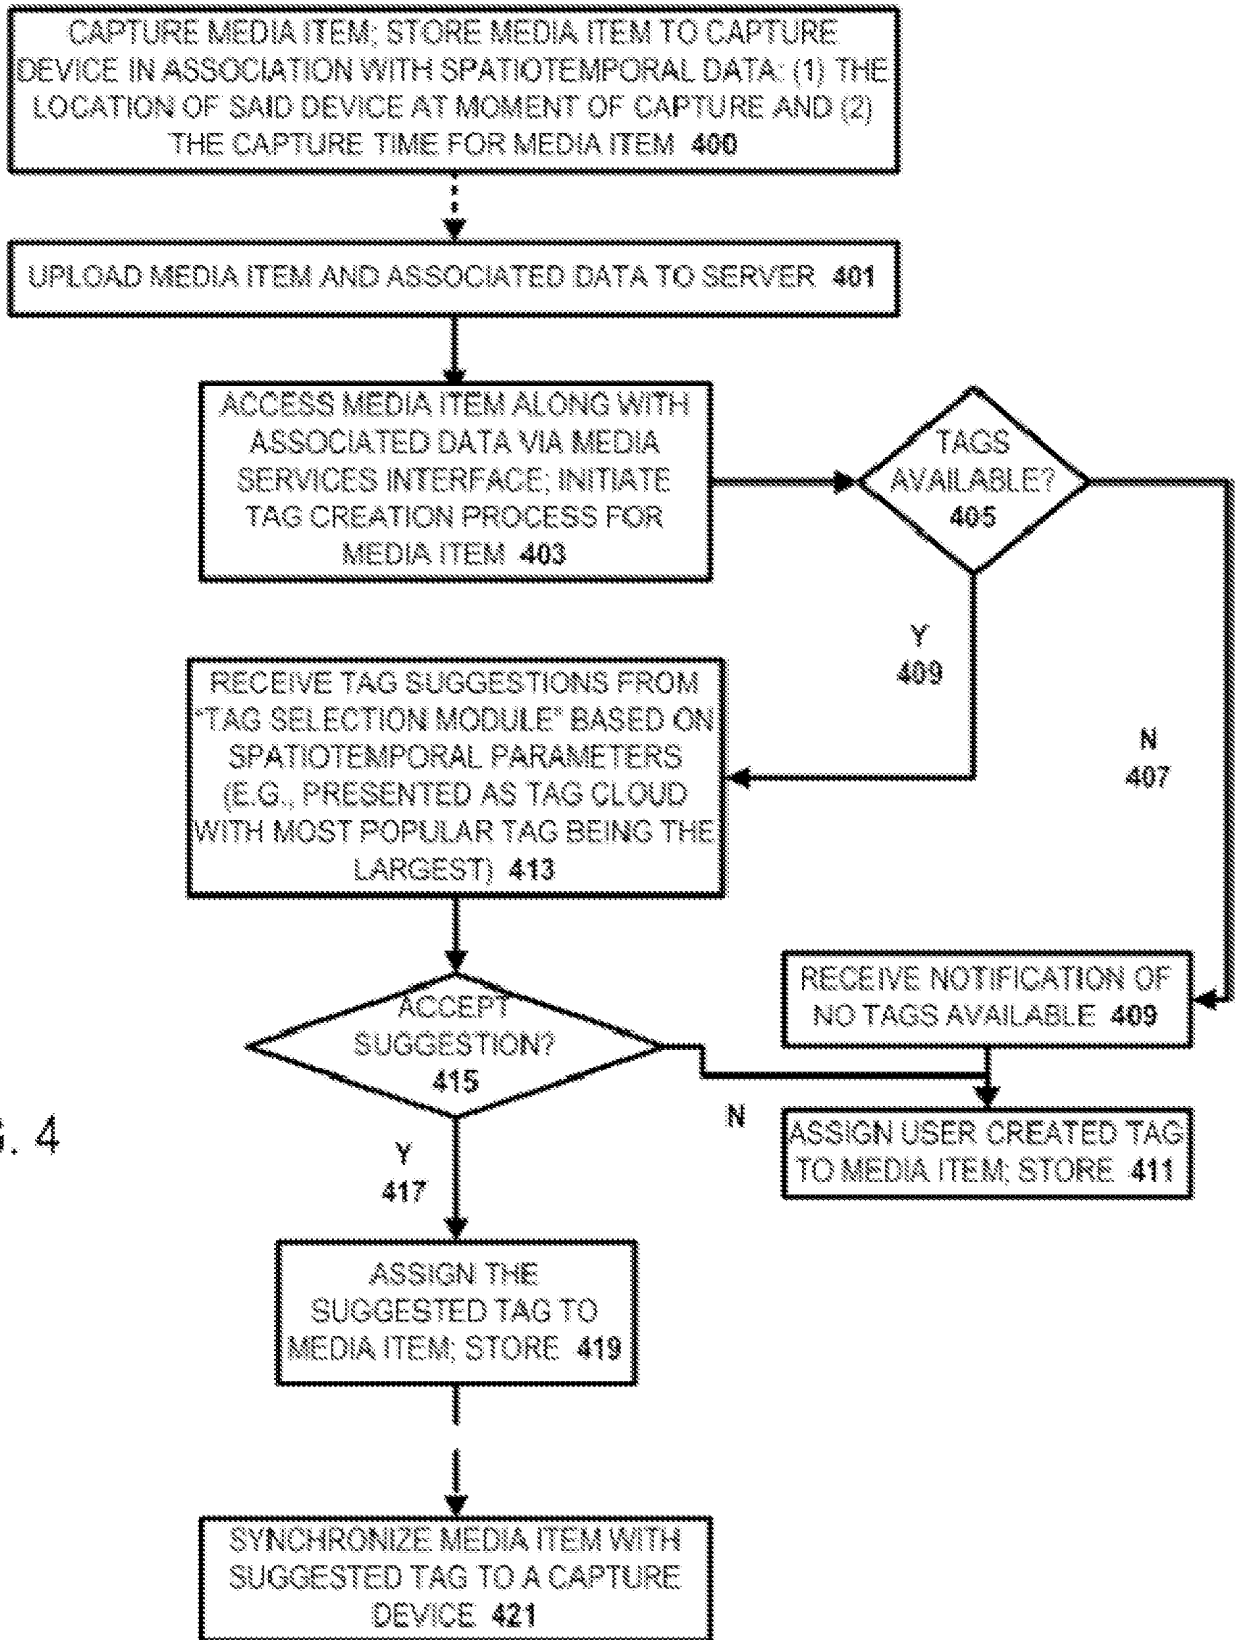 CAPTURE MEDIA ITEM; STORE MEDIA ITEM TO CAPTURE
DEVICE IN ASSOCIATION WITH SPATIOTEMPORAL DATA: (1) THE
LOCATION OF SAID DEVICE AT MOMENT OF CAPTURE AND (2)
THE CAPTURE TIME FOR MEDIA ITEM 400
UPLOAD MEDIA ITEM AND ASSOCIATED DATA TO SERVER 401
ACCESS MEDIA ITEM ALONG WITH
ASSOCIATED DATA VIA MEDIA
SERVICES INTERFACE; INITIATE
TAG CREATION PROCESS FOR
MEDIA ITEM 403
TAGS
AVAILABLE?
405
Y
409
N
407
RECEIVE TAG SUGGESTIONS FROM
"TAG SELECTION MODULE" BASED ON
SPATIOTEMPORAL PARAMETERS
(E.G., PRESENTED AS TAG CLOUD
WITH MOST POPULAR TAG BEING THE
LARGEST) 413
RECEIVE NOTIFICATION OF
NO TAGS AVAILABLE 409
ACCEPT
SUGGESTION?
415
N
ASSIGN USER CREATED TAG
TO MEDIA ITEM; STORE 411
G. 4
Y
417
ASSIGN THE
SUGGESTED TAG TO
MEDIA ITEM; STORE 419
SYNCHRONIZE MEDIA ITEM WITH
SUGGESTED TAG TO A CAPTURE
DEVICE 421